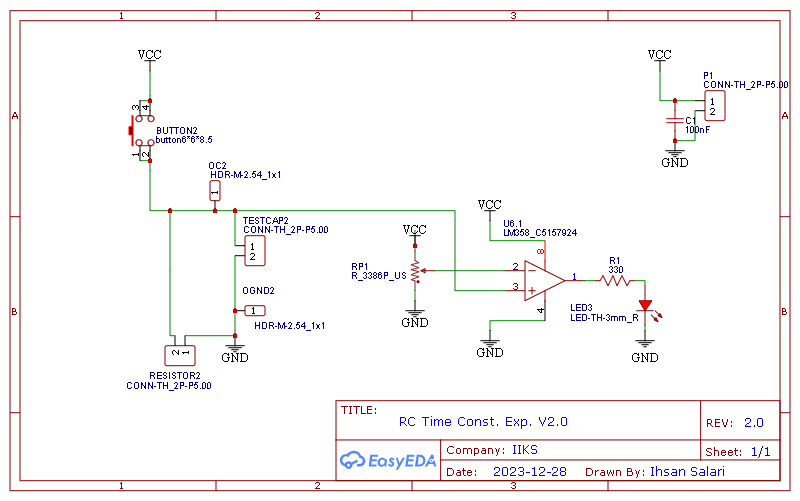 1 2 3
A
A
B
B
VCC
3 4
BUTTON2
button6*6*8.5
1 2
OC2
HDR-M-2.54_1x1
1
TESTCAP2
CONN-TH_2P-P5.00
1
2
OGND2
1
HDR-M-2.54_1x1
GND
2 1
RESISTOR2
CONN-TH_2P-P5.00
VCC
RP1
R_3386P_US
GND
VCC
U6.1
LM358_C5157924
8
2
3
1
4
GND
R1
330
LED3
LED-TH-3mm_R
GND
VCC
P1
CONN-TH_2P-P5.00
1
2
C1
100nF
GND
TITLE:
RC Time Const. Exp. V2.0
REV: 2.0
EasyEDA
Company: IIKS
Sheet: 1/1
Date: 2023-12-28 Drawn By: Ihsan Salari
1 2 3